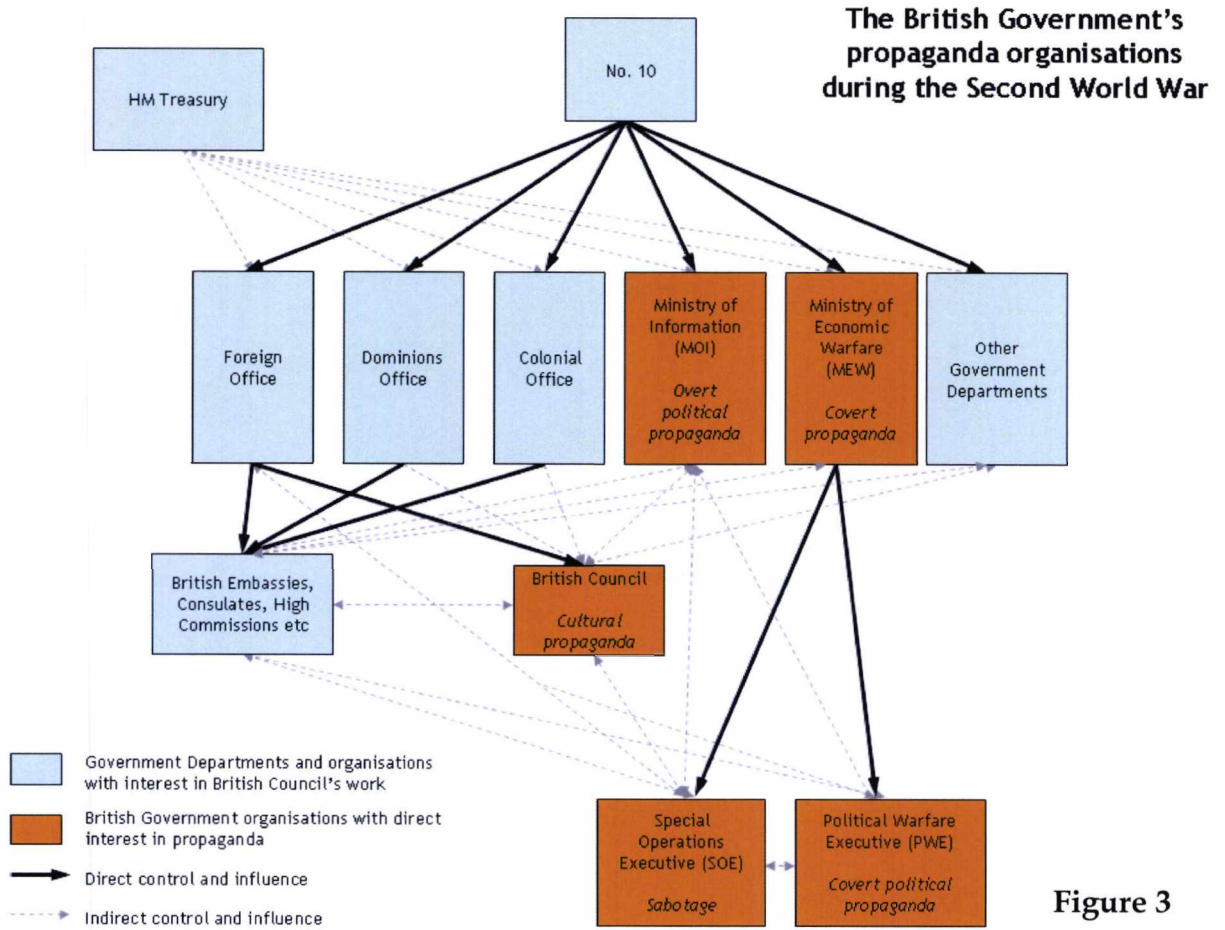 The British Government's
propaganda organisations
during the Second World War
HM Treasury
No. 10
Foreign
Office
Dominions
Office
Colonial
Office
Ministry of
Information
(MOI)
Overt
political
propaganda
Ministry of
Economic
Warfare
(MEW)
Covert
propaganda
Other
Government
Departments
British Embassies,
Consulates, High
Commissions etc
British Council
Cultural
propaganda
Special
Operations
Executive (SOE)
Sabotage
Political Warfare
Executive (PWE)
Covert political
propaganda
Government Departments and organisations
with interest in British Council's work
British Government organisations with direct
interest in propaganda
Direct control and influence
Indirect control and influence
Figure 3